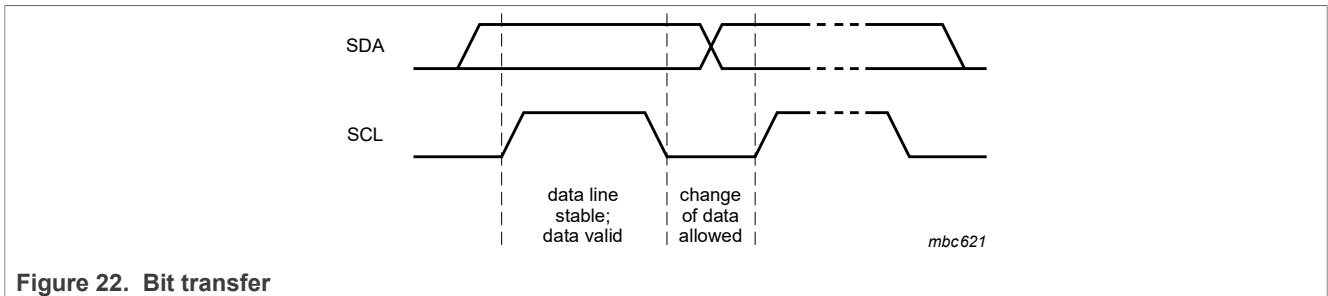 SDA
SCL
data line
stable;
data valid
change
of data
allowed
mbc621
Figure 22. Bit transfer